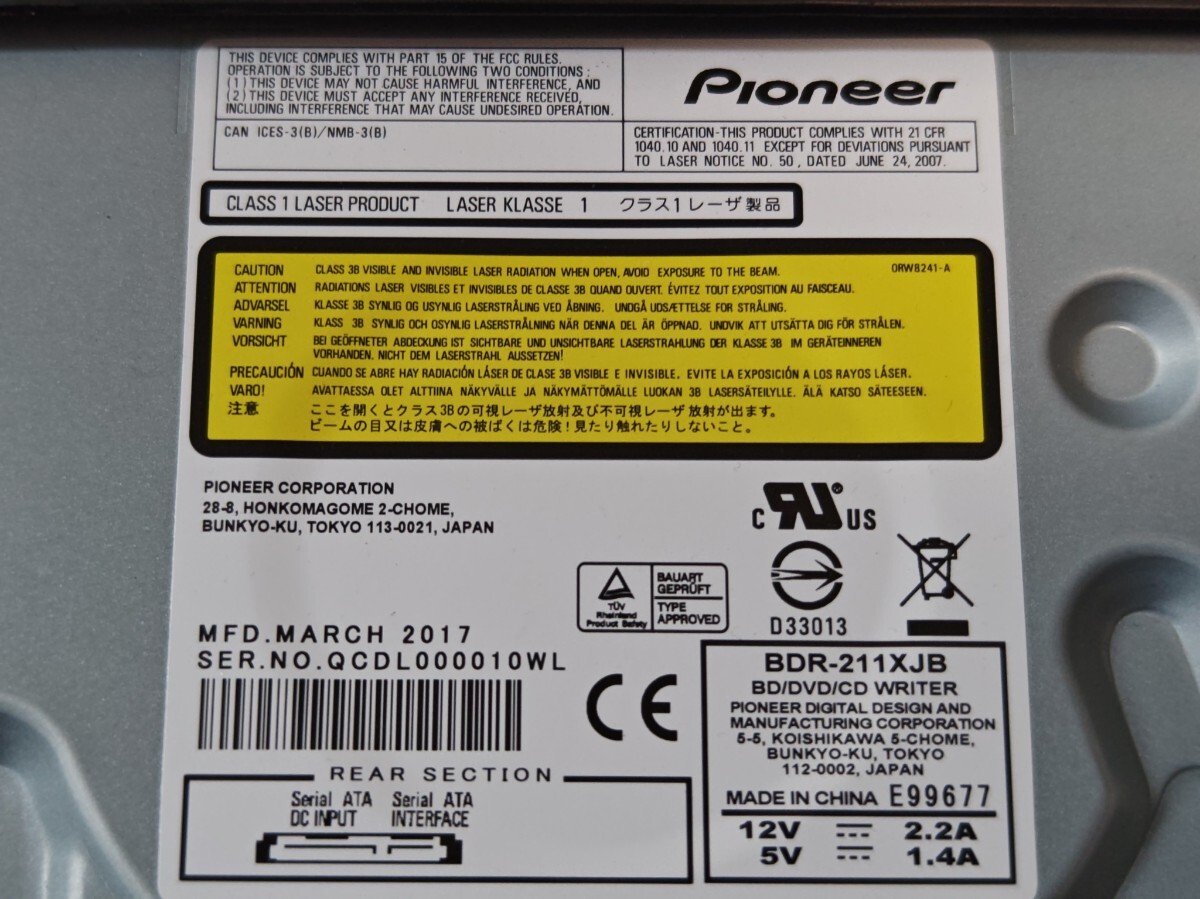 THIS DEVICE COMPLIES WITH PART 15 OF THE FCC RULES.
OPERATION IS SUBJECT TO THE FOLLOWING TWO CONDITIONS :
(1) THIS DEVICE MAY NOT CAUSE HARMFUL INTERFERENCE, AND
(2) THIS DEVICE MUST ACCEPT ANY INTERFERENCE RECEIVED,
INCLUDING INTERFERENCE THAT MAY CAUSE UNDESIRED OPERATION.
CAN ICES-3(B)/NMB-3(B)
Pioneer
CERTIFICATION-THIS PRODUCT COMPLIES WITH 21 CFR
1040.10 AND 1040.11 EXCEPT FOR DEVIATIONS PURSUANT
TO LASER NOTICE NO. 50, DATED JUNE 24, 2007.
CLASS 1 LASER PRODUCT LASER KLASSE 1 クラス1レーザ製品
ORW8241-A
CAUTION CLASS 3B VISIBLE AND INVISIBLE LASER RADIATION WHEN OPEN, AVOID EXPOSURE TO THE BEAM.
ATTENTION RADIATIONS LASER VISIBLES ET INVISIBLES DE CLASSE 3B QUAND OUVERT. ÉVITEZ TOUT EXPOSITION AU FAISCEAU.
ADVARSEL KLASSE 3B SYNLIG OG USYNLIG LASERSTRÅLING VED ÅBNING. UNDGÅ UDSÆTTELSE FOR STRÅLING.
VARNING KLASS 3B SYNLIG OCH OSYNLIG LASERSTRÅLNING NÄR DENNA DEL ÄR ÖPPNAD. UNDVIK ATT UTSÄTTA DIG FÖR STRÅLEN.
VORSICHT BEI GEÖFFNETER ABDECKUNG IST SICHTBARE UND UNSICHTBARE LASERSTRAHLUNG DER KLASSE 3B IM GERÄTEINNEREN
VORHANDEN. NICHT DEM LASERSTRAHL AUSSETZEN!
PRECAUCIÓN CUANDO SE ABRE HAY RADIACIÓN LÁSER DE CLASE 3B VISIBLE E INVISIBLE. EVITE LA EXPOSICIÓN A LOS RAYOS LÁSER.
VARO! AVATTAESSA OLET ALTTIINA NÄKYVÄLLE JA NÄKYMÄTTÖMÄLLE LUOKAN 3B LASERSÄTEILYLLE. ÄLÄ KATSO SÄTEESEEN.
注意 ここを開くとクラス3Bの可視レーザ放射及び不可視レーザ放射が出ます。
ビームの目又は皮膚への被ばくは危険!見たり触れたりしないこと。
PIONEER CORPORATION
28-8, HONKOMAGOME 2-CHOME,
BUNKYO-KU, TOKYO 113-0021, JAPAN
C RU US
TÜV
Rheinland
Product Safety
BAUART
GEPRÜFT
TYPE
APPROVED
D33013
MFD.MARCH 2017
SER.NO.QCDL000010WL
CE
BDR-211XJB
BD/DVD/CD WRITER
PIONEER DIGITAL DESIGN AND
MANUFACTURING CORPORATION
5-5, KOISHIKAWA 5-CHOME,
BUNKYO-KU, TOKYO
112-0002, JAPAN
MADE IN CHINA E99677
12V 2.2A
5V 1.4A
REAR SECTION
Serial ATA Serial ATA
DC INPUT INTERFACE